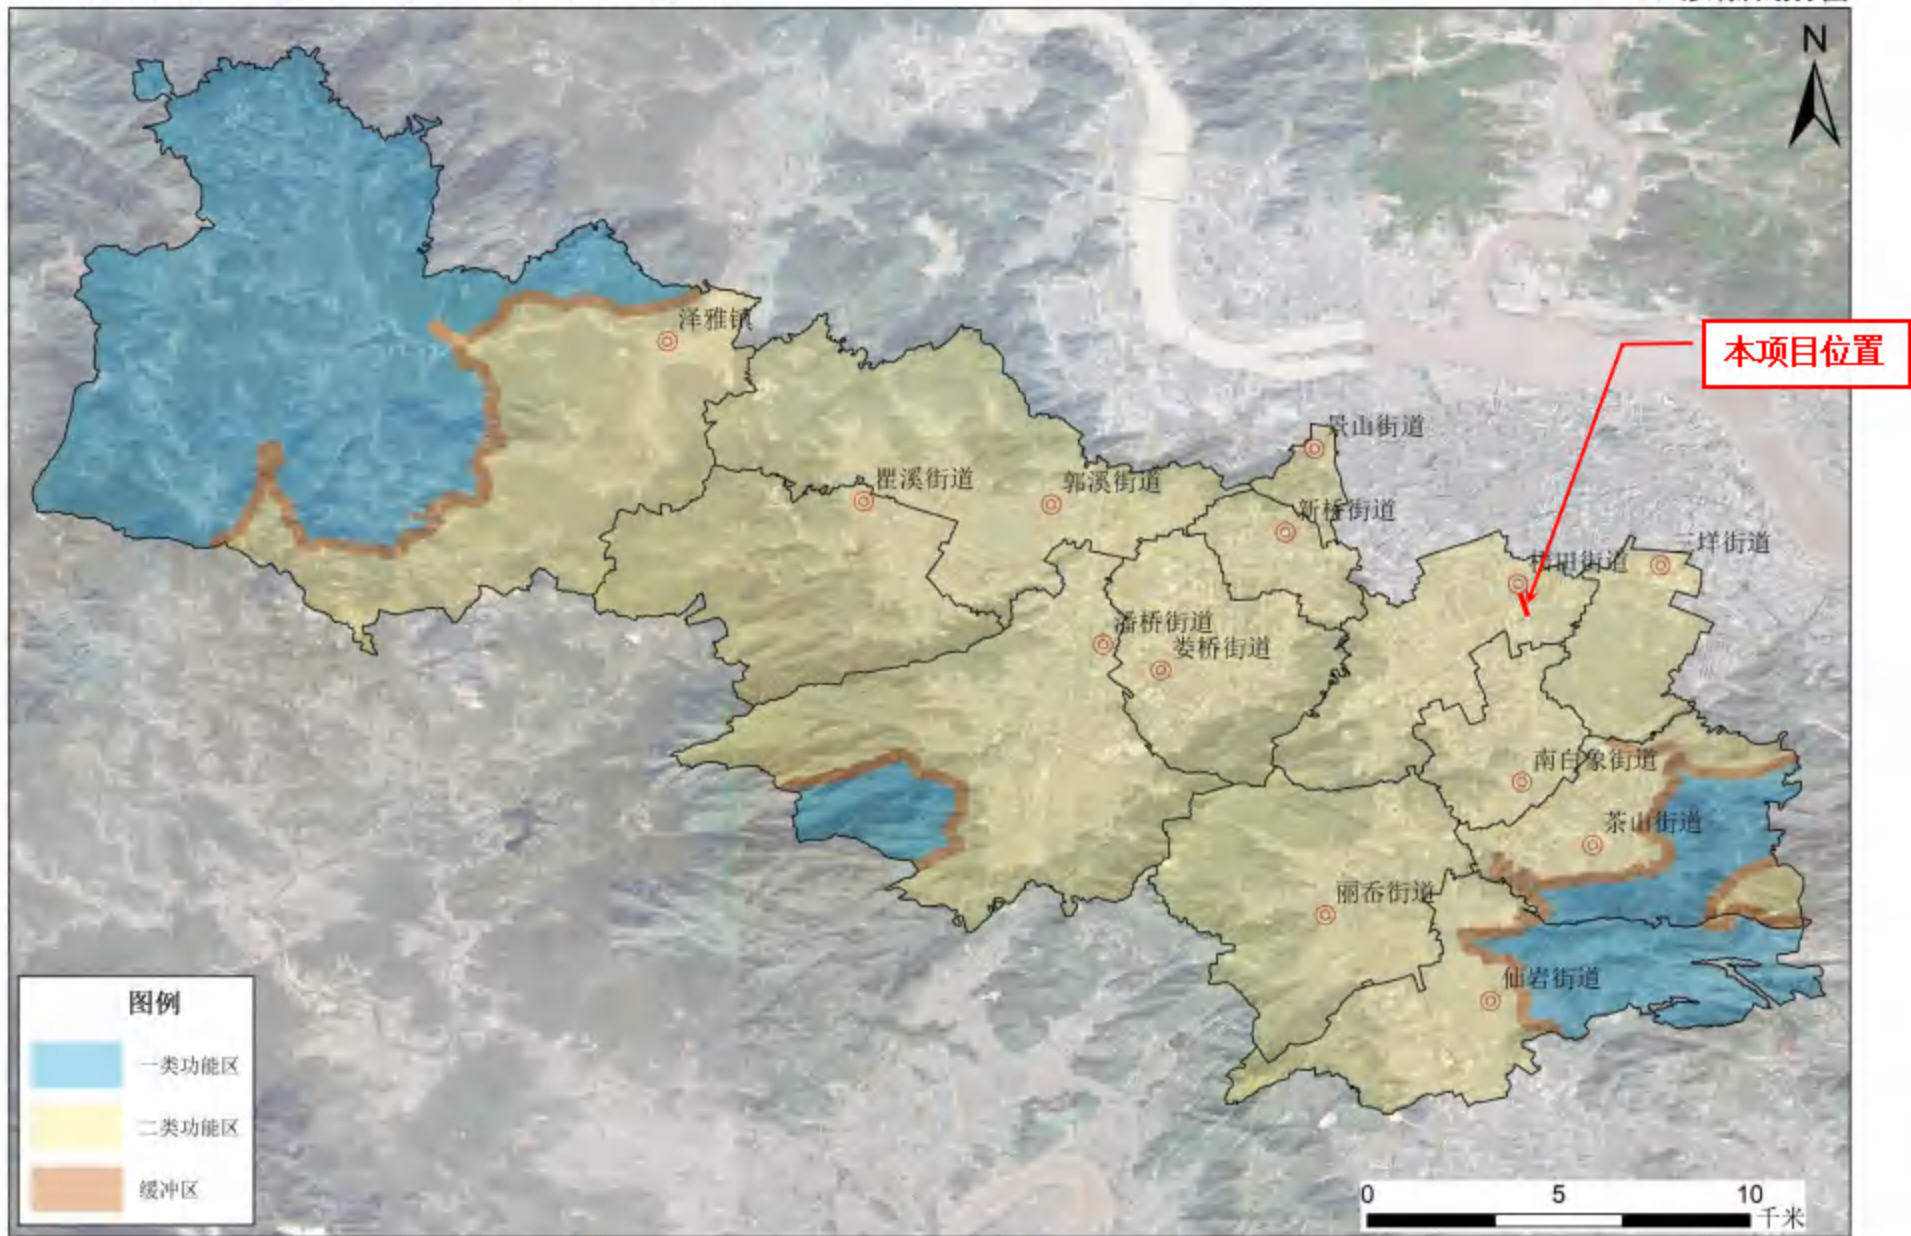 N
泽雅镇
本项目位置
景山街道
瞿溪街道
郭溪街道
新桥街道
三垟街道
潘桥街道
娄桥街道
南白象街道
茶山街道
丽岙街道
仙岩街道
图例
一类功能区
二类功能区
缓冲区
0 5 10
千米